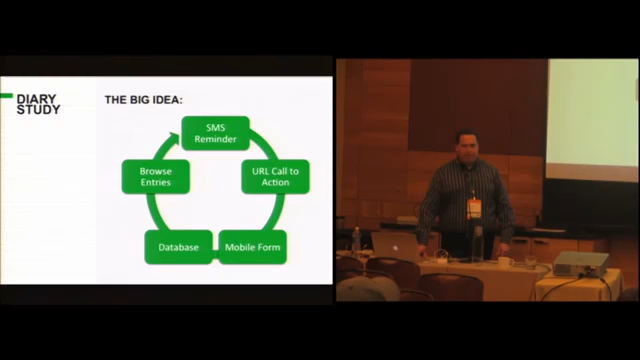 DIARY
STUDY
THE BIG IDEA:
SMS
Reminder
URL Call to
Action
Mobile Form
Database
Browse
Entries